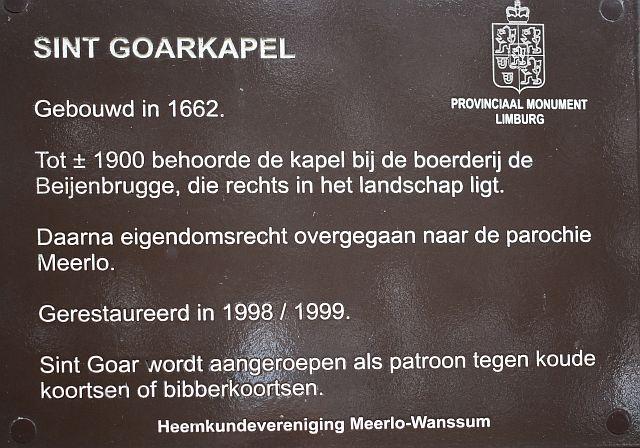 SINT GOARKAPEL
PROVINCIAAL MONUMENT
LIMBURG
Gebouwd in 1662.
Tot ± 1900 behoorde de kapel bij de boerderij de
Beijenbrugge, die rechts in het landschap ligt.
Daarna eigendomsrecht overgegaan naar de parochie
Meerlo.
Gerestaureerd in 1998 / 1999.
Sint Goar wordt aangeroepen als patroon tegen koude
koortsen of bibberkoortsen.
Heemkundevereniging Meerlo-Wanssum